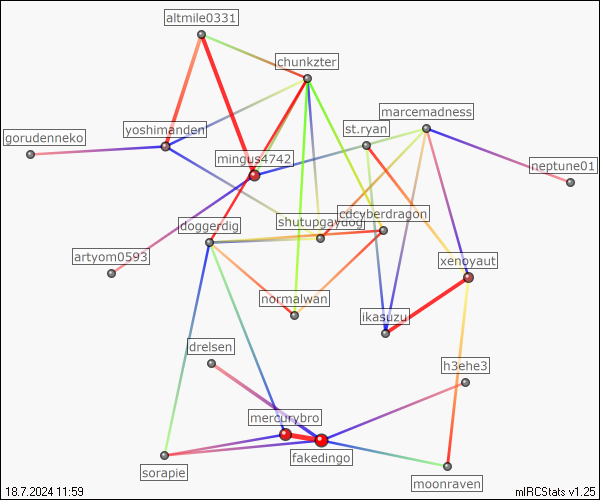 altmile0331
chunkzter
marcemadness
gorudenneko
yoshimanden
st.ryan
mingus4742
neptune01
doggerdig
shutupgaydog
cdcyberdragon
artyom0593
xenoyaut
normalwan
ikasuzu
drelsen
h3ehe3
mercurybro
fakedingo
sorapie
moonraven
18.7.2024 11:59
mIRCStats v1.25